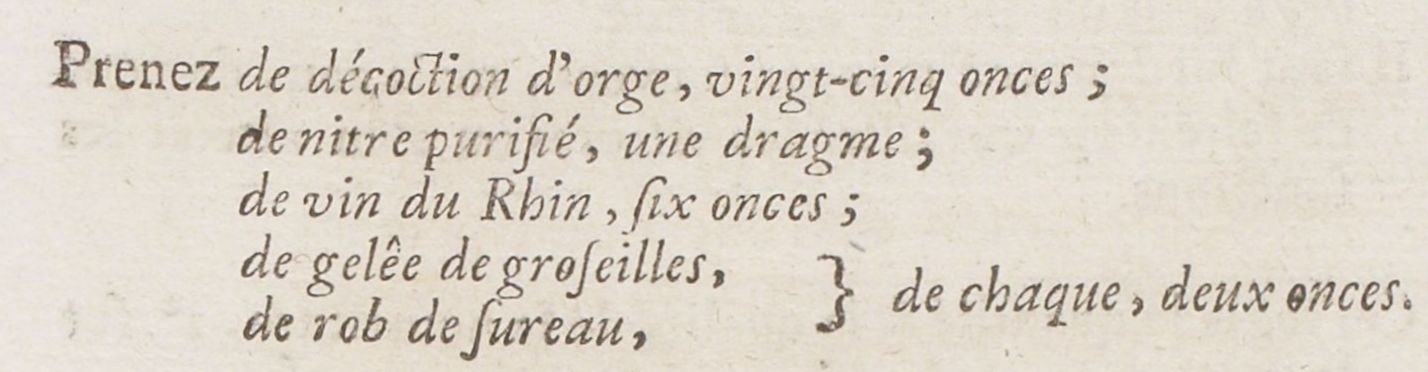 Prenez de décoction d'orge, vingt-cinq onces ;
de nitre purifié, une dragme ;
de vin du Rhin, ſix onces ;
de gelêe de groſeilles,
de rob de ſureau,
} de chaque, deux onces.